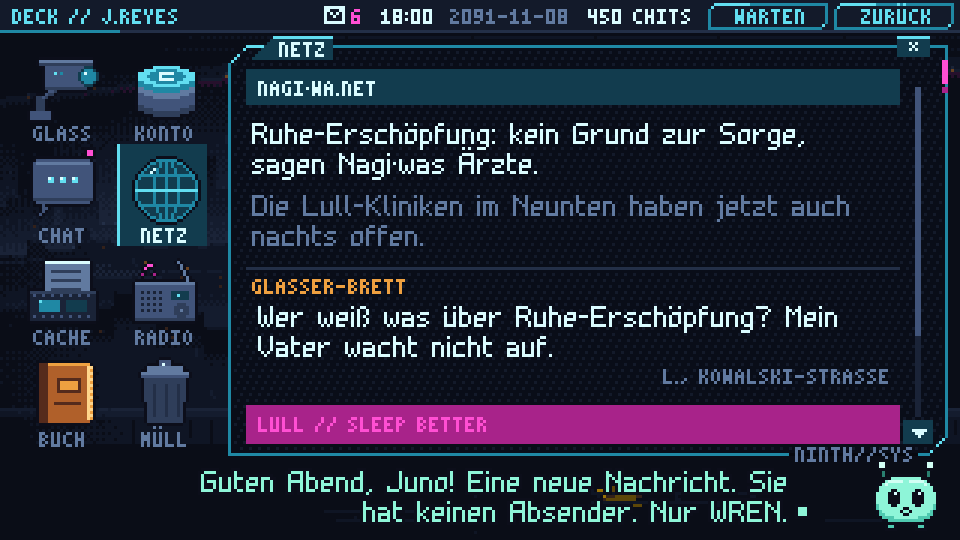 DECK // J.REYES
6 18:00 2091-11-08 450 CHITS WARTEN ZURÜCK
NETZ
×
GLASS KONTO
CHAT NETZ
CACHE RADIO
BUCH MÜLL
NAGI·WA.NET
Ruhe-Erschöpfung: kein Grund zur Sorge,
sagen Nagi·was Ärzte.
Die Lull-Kliniken im Neunten haben jetzt auch
nachts offen.
GLASSER-BRETT
Wer weiß was über Ruhe-Erschöpfung? Mein
Vater wacht nicht auf.
L., KOWALSKI-STRASSE
LULL // SLEEP BETTER
NINTH//SYS
Guten Abend, Juno! Eine neue Nachricht. Sie
hat keinen Absender. Nur WREN.